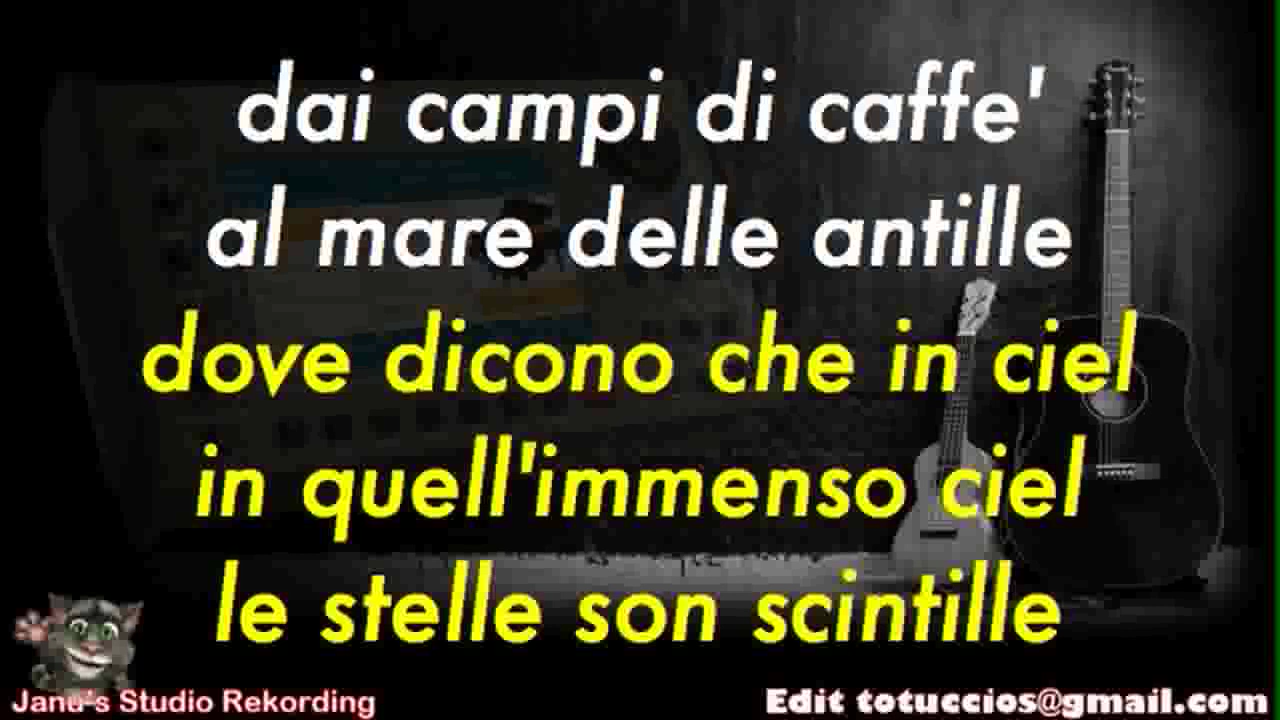 dai campi di caffe'
al mare delle antille
dove dicono che in ciel
in quell'immenso ciel
le stelle son scintille
Janu's Studio Rekording
Edit totuccios@gmail.com